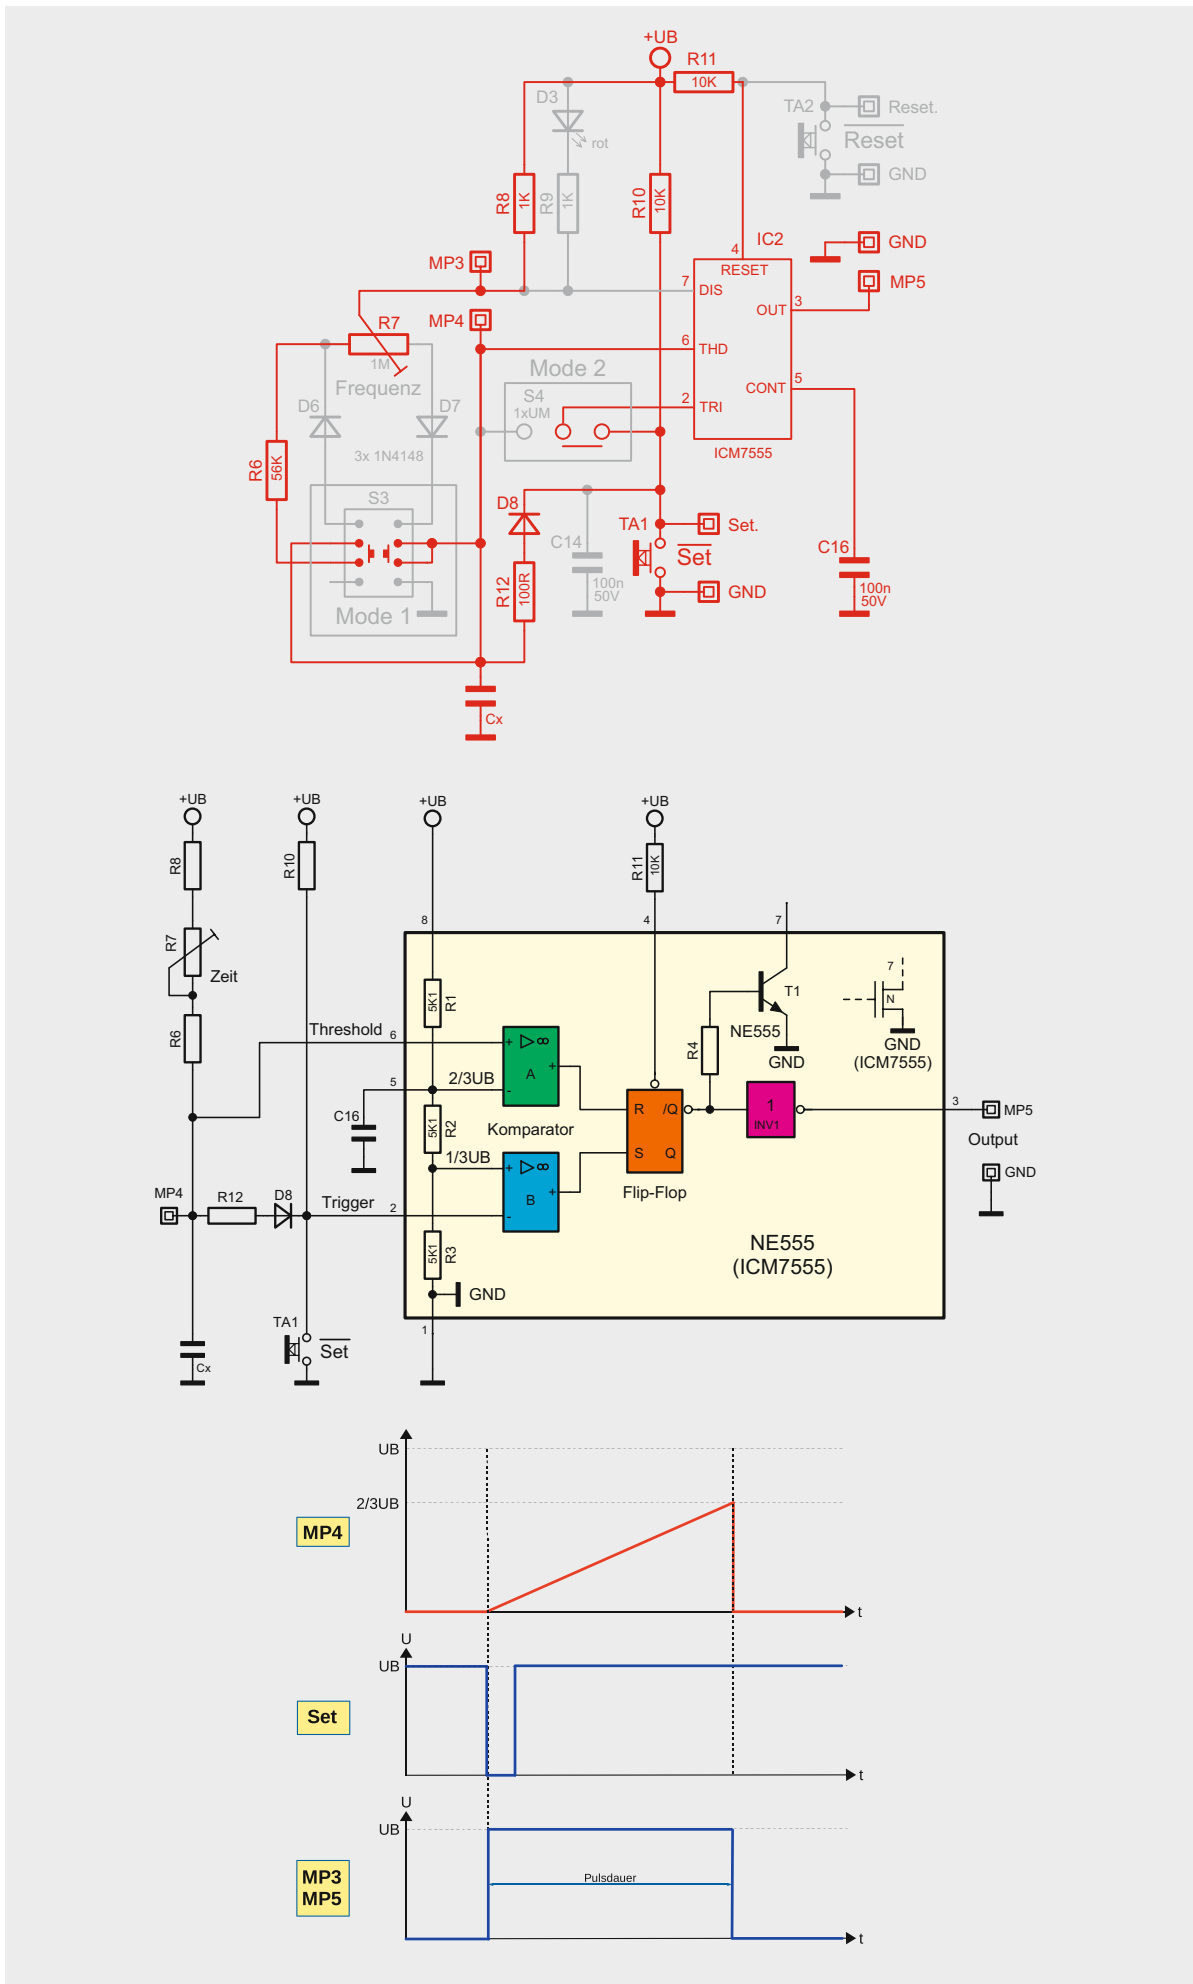 +UB
R11
10K
D3
rot
TA2
Reset.
Reset
GND
R8
1K
R9
1K
R10
10K
IC2
4
RESET
GND
MP3
7
DIS
MP5
3
OUT
MP4
R7
1M
Frequenz
6
THD
Mode 2
S4
1xUM
CONT
5
2
TRI
D6
D7
3x 1N4148
ICM7555
R6
56K
S3
D8
TA1
Set.
Set
C14
100n
50V
C16
100n
50V
R12
100R
GND
Mode 1
Cx
+UB
+UB
+UB
+UB
R8
R10
R11
10K
8
4
7
R7
Zeit
5K1
R1
T1
7
N
NE555
GND
GND
(ICM7555)
R6
Threshold
6
R4
+
▷∞
A
+
-
5
2/3UB
C16
5K1
R2
Komparator
R
/Q
S
Q
Flip-Flop
1
INV1
3
MP5
Output
GND
1/3UB
+
▷∞
B
+
-
MP4
R12
D8
Trigger
2
5K1
R3
NE555
(ICM7555)
GND
TA1
Set
1
Cx
UB
2/3UB
MP4
t
U
UB
Set
t
U
UB
MP3
MP5
Pulsdauer
t